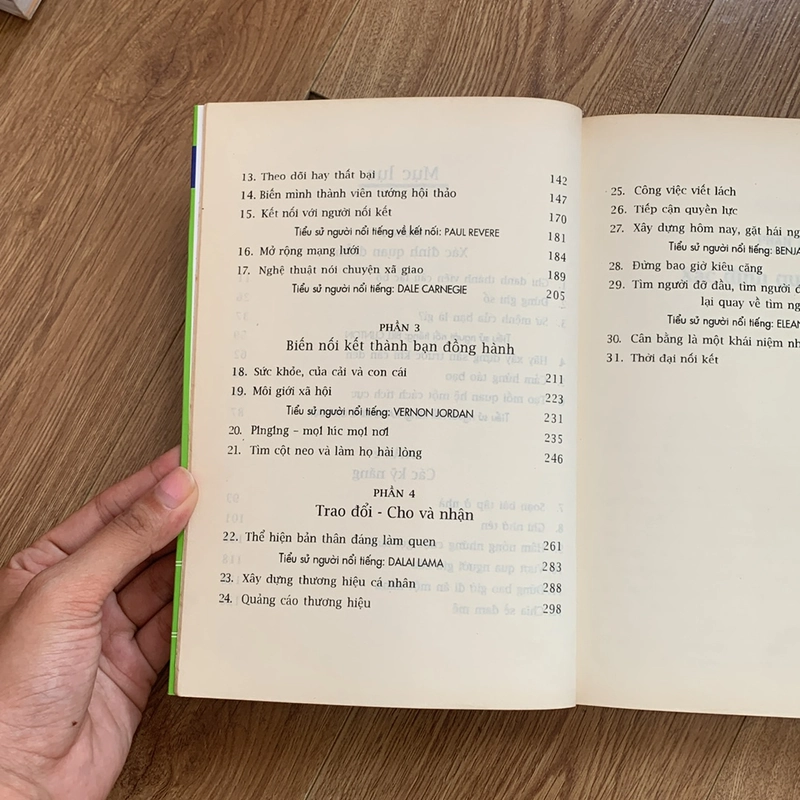 13. Theo dõi hay thất bại 142
14. Biến mình thành viên tướng hội thảo 147
15. Kết nối với người nối kết 170
Tiểu sử người nổi tiếng về kết nối: PAUL REVERE 181
16. Mở rộng mạng lưới 184
17. Nghệ thuật nói chuyện xã giao 189
Tiểu sử người nổi tiếng: DALE CARNEGIE 205
PHẦN 3
Biến nối kết thành bạn đồng hành
18. Sức khỏe, của cải và con cái 211
19. Môi giới xã hội 223
Tiểu sử người nổi tiếng: VERNON JORDAN 231
20. Pinging – mọi lúc mọi nơi 235
21. Tìm cột neo và làm họ hài lòng 246
PHẦN 4
Trao đổi - Cho và nhận
22. Thể hiện bản thân đáng làm quen 261
Tiểu sử người nổi tiếng: DALAI LAMA 283
23. Xây dựng thương hiệu cá nhân 288
24. Quảng cáo thương hiệu 298
25. Công việc viết lách
26. Tiếp cận quyền lực
27. Xây dựng hôm nay, gặt hái
Tiểu sử người nổi tiếng:
28. Đừng bao giờ kiêu căng
29. Tìm người đỡ đầu, tìm người
lại quay về tìm
Tiểu sử người nổi tiếng:
30. Cân bằng là một khái niệm
31. Thời đại nối kết